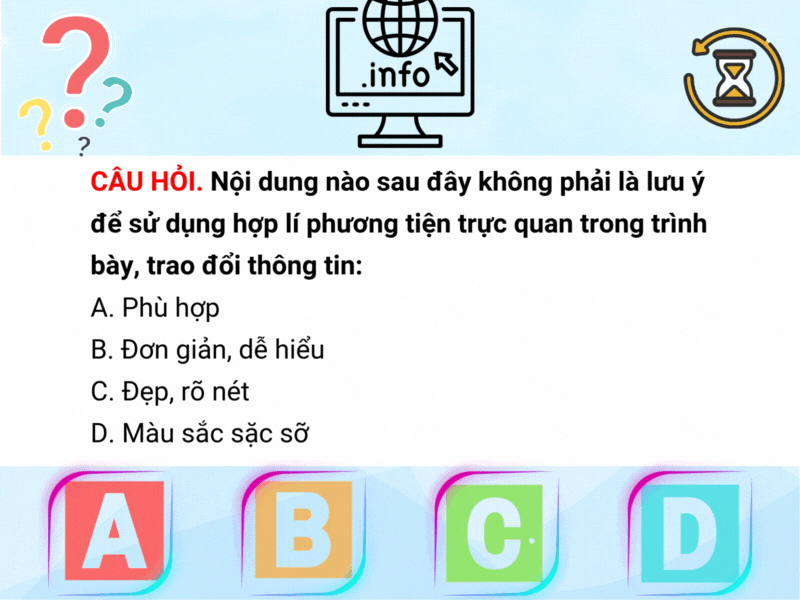 .info
CÂU HỎI. Nội dung nào sau đây không phải là lưu ý
để sử dụng hợp lí phương tiện trực quan trong trình
bày, trao đổi thông tin:
A. Phù hợp
B. Đơn giản, dễ hiểu
C. Đẹp, rõ nét
D. Màu sắc sặc sỡ
A B C D